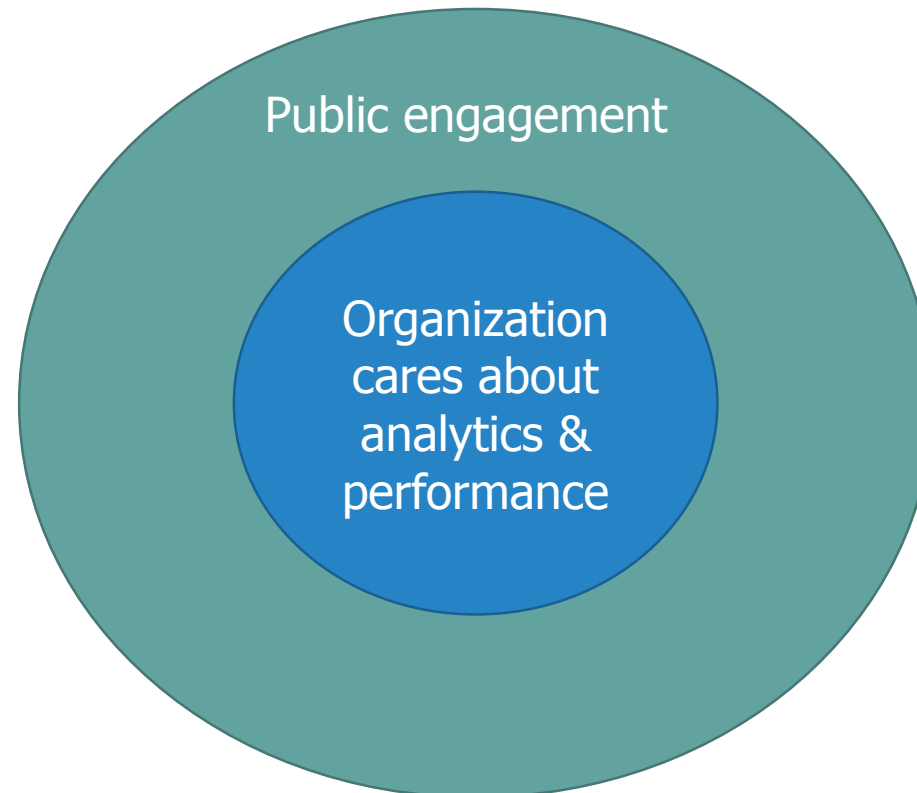 Public engagement
Organization
cares about
analytics &
performance